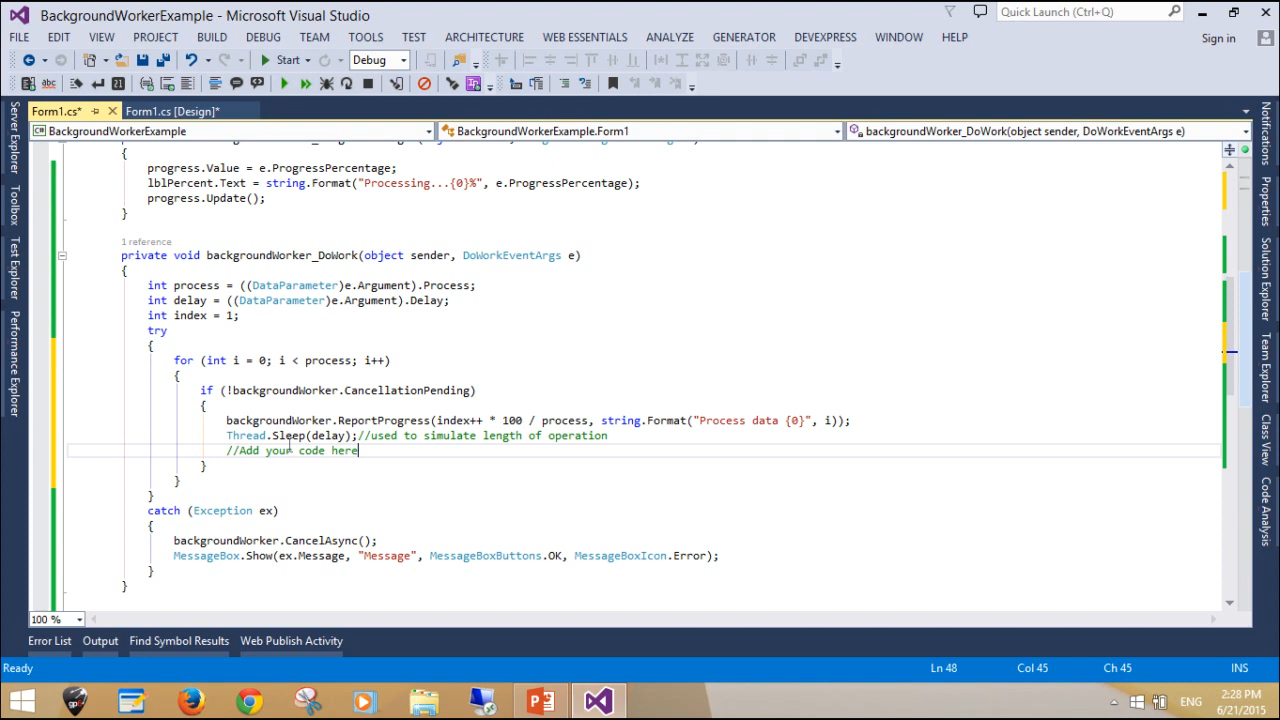 BackgroundWorkerExample - Microsoft Visual Studio
Quick Launch (Ctrl+Q)
FILE EDIT VIEW PROJECT BUILD DEBUG TEAM TOOLS TEST ARCHITECTURE WEB ESSENTIALS ANALYZE GENERATOR DEVEXPRESS WINDOW HELP
Sign in
Start Debug
Form1.cs* Form1.cs [Design]*
BackgroundWorkerExample BackgroundWorkerExample.Form1 backgroundWorker_DoWork(object sender, DoWorkEventArgs e)
Server Explorer
Toolbox
Test Explorer
Performance Explorer
{
progress.Value = e.ProgressPercentage;
lblPercent.Text = string.Format("Processing...{0}%", e.ProgressPercentage);
progress.Update();
}
1 reference
private void backgroundWorker_DoWork(object sender, DoWorkEventArgs e)
{
int process = ((DataParameter)e.Argument).Process;
int delay = ((DataParameter)e.Argument).Delay;
int index = 1;
try
{
for (int i = 0; i < process; i++)
{
if (!backgroundWorker.CancellationPending)
{
backgroundWorker.ReportProgress(index++ * 100 / process, string.Format("Process data {0}", i));
Thread.Sleep(delay);//used to simulate length of operation
//Add your code here
}
}
}
catch (Exception ex)
{
backgroundWorker.CancelAsync();
MessageBox.Show(ex.Message, "Message", MessageBoxButtons.OK, MessageBoxIcon.Error);
}
}
Notifications
Properties
Solution Explorer
Team Explorer
Class View
Code Analysis
100 %
Error List Output Find Symbol Results Web Publish Activity
Ready Ln 48 Col 45 Ch 45 INS
ENG 2:28 PM
6/21/2015